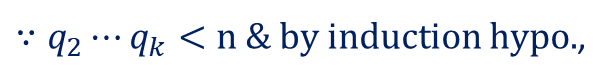 ∵ q₂ ⋯ qₖ < n & by induction hypo.,